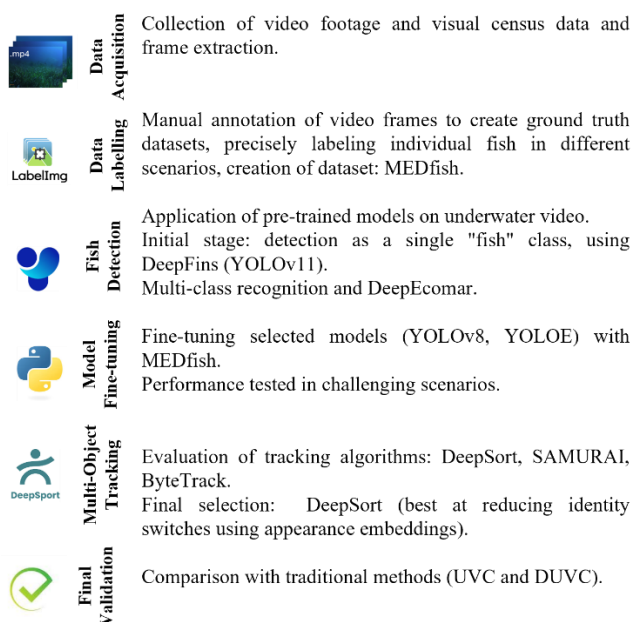 .mp4
Data
Acquisition
Collection of video footage and visual census data and
frame extraction.
LabelImg
Data
Labelling
Manual annotation of video frames to create ground truth
datasets, precisely labeling individual fish in different
scenarios, creation of dataset: MEDfish.
Fish
Detection
Application of pre-trained models on underwater video.
Initial stage: detection as a single "fish" class, using
DeepFins (YOLOv11).
Multi-class recognition and DeepEcomar.
Model
Fine-tuning
Fine-tuning selected models (YOLOv8, YOLOE) with
MEDfish.
Performance tested in challenging scenarios.
DeepSport
Multi-Object
Tracking
Evaluation of tracking algorithms: DeepSort, SAMURAI,
ByteTrack.
Final selection: DeepSort (best at reducing identity
switches using appearance embeddings).
Final
Validation
Comparison with traditional methods (UVC and DUVC).